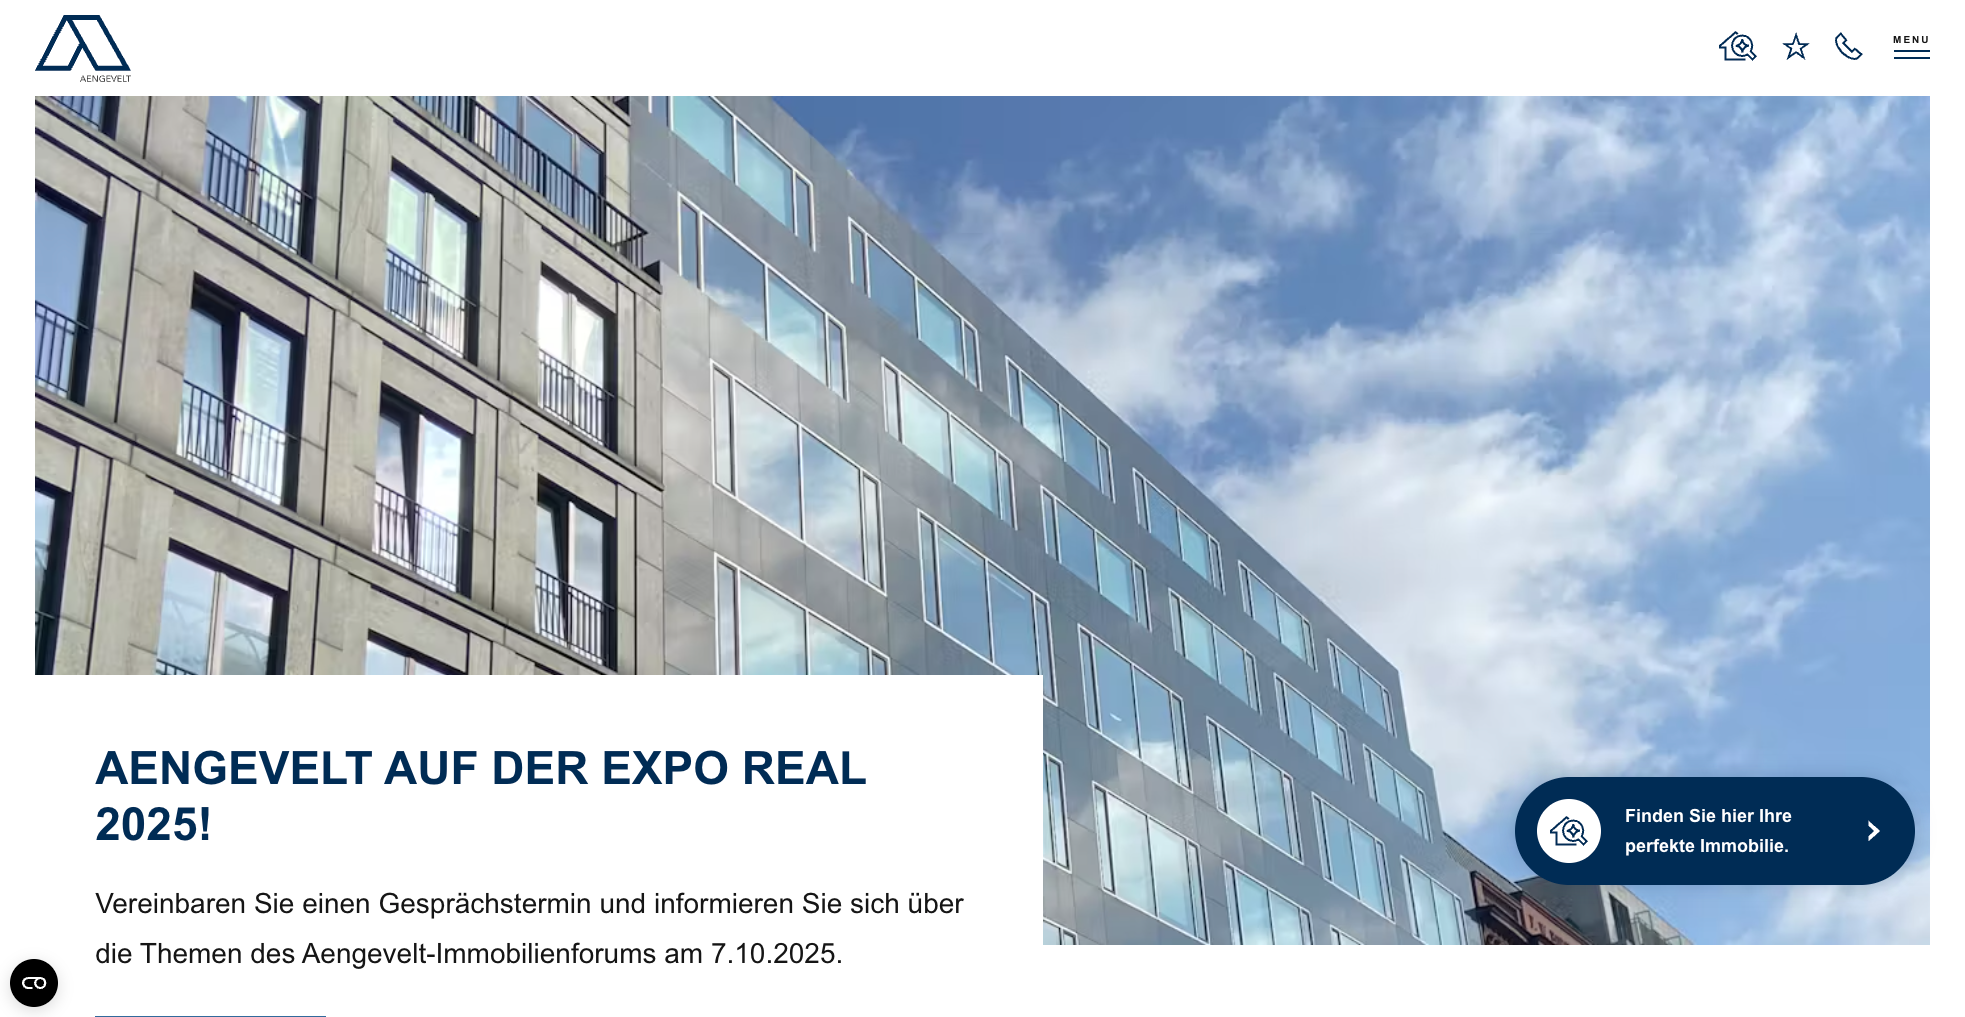 AENGEVELT
MENU
AENGEVELT AUF DER EXPO REAL
2025!
Vereinbaren Sie einen Gesprächstermin und informieren Sie sich über
die Themen des Aengevelt-Immobilienforums am 7.10.2025.
Finden Sie hier Ihre
perfekte Immobilie.